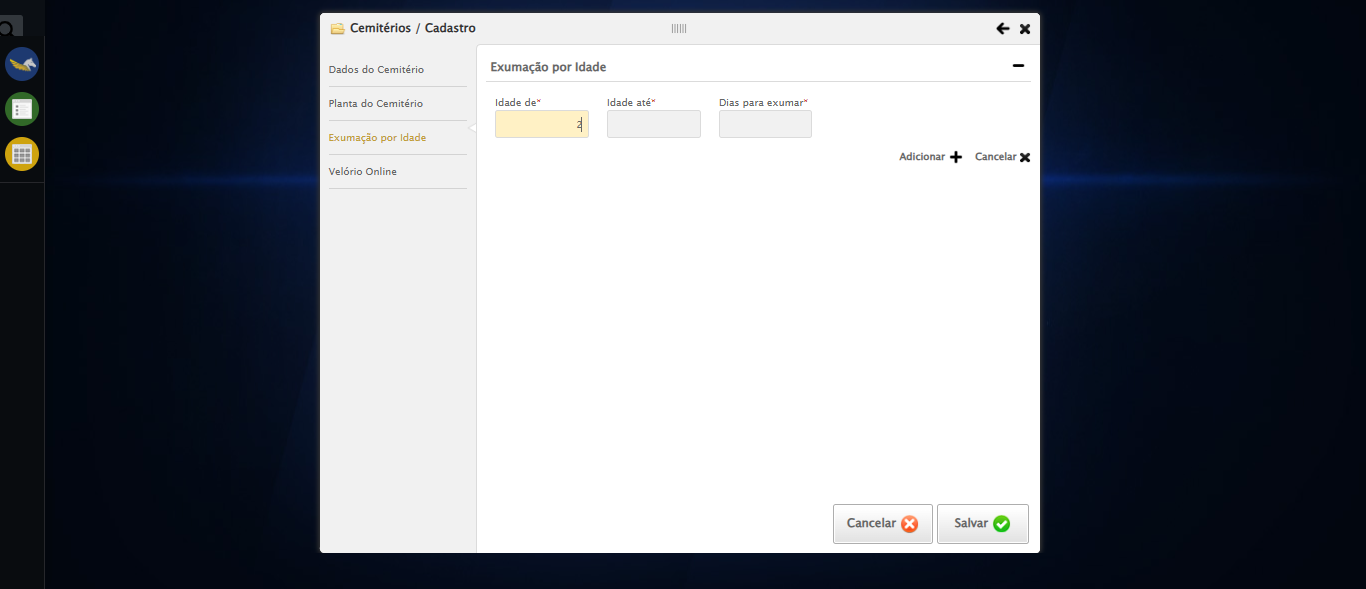 Cemitérios / Cadastro
Dados do Cemitério
Planta do Cemitério
Exumação por Idade
Velório Online
Exumação por Idade
Idade de* Idade até* Dias para exumar*
2
Adicionar Cancelar
Cancelar Salvar